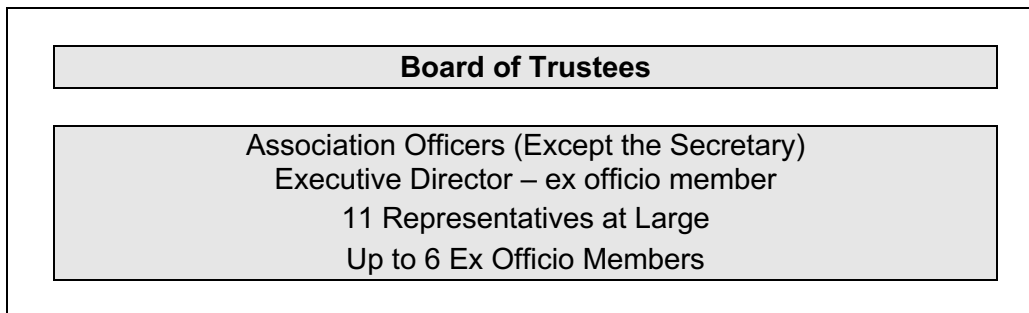 Board of Trustees
Association Officers (Except the Secretary)
Executive Director – ex officio member
11 Representatives at Large
Up to 6 Ex Officio Members